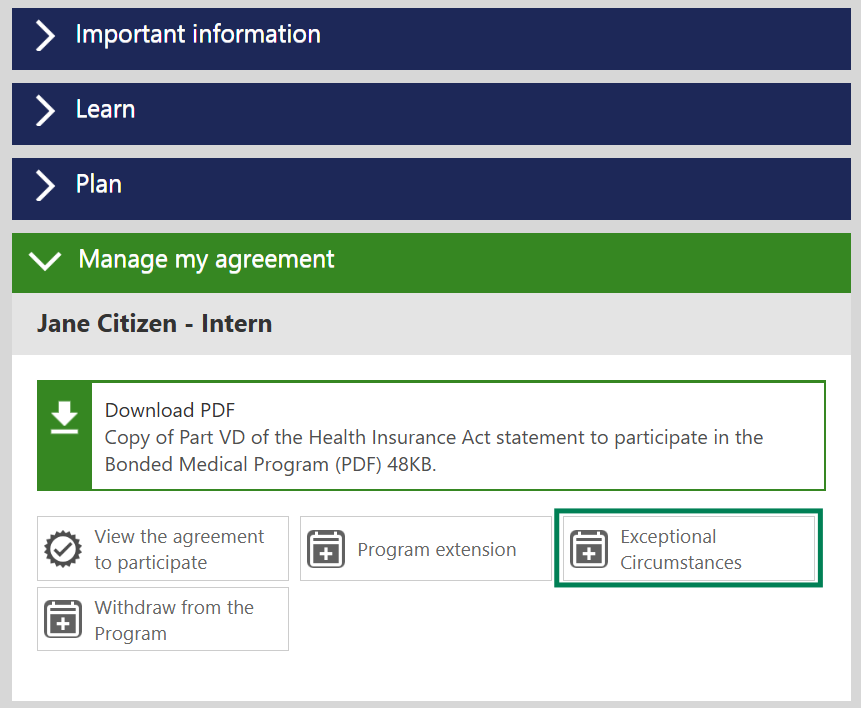 Important information
Learn
Plan
Manage my agreement
Jane Citizen - Intern
Download PDF
Copy of Part VD of the Health Insurance Act statement to participate in the
Bonded Medical Program (PDF) 48KB.
View the agreement
to participate
Program extension
Exceptional
Circumstances
Withdraw from the
Program